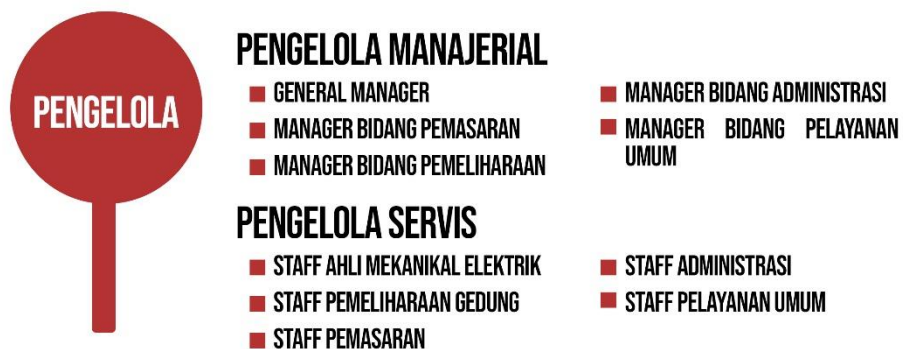 PENGELOLA
PENGELOLA MANAJERIAL
GENERAL MANAGER
MANAGER BIDANG PEMASARAN
MANAGER BIDANG PEMELIHARAAN
MANAGER BIDANG ADMINISTRASI
MANAGER BIDANG PELAYANAN
UMUM
PENGELOLA SERVIS
STAFF AHLI MEKANIKAL ELEKTRIK
STAFF PEMELIHARAAN GEDUNG
STAFF PEMASARAN
STAFF ADMINISTRASI
STAFF PELAYANAN UMUM